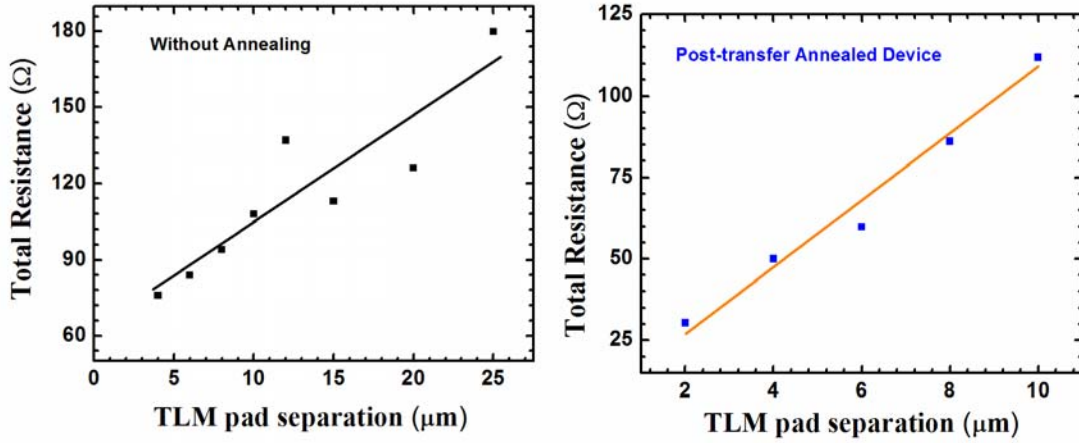 Total Resistance (Ω)
180
150
120
90
60
Without Annealing
0 5 10 15 20 25
TLM pad separation (μm)
Total Resistance (Ω)
125
100
75
50
25
Post-transfer Annealed Device
2 4 6 8 10
TLM pad separation (μm)